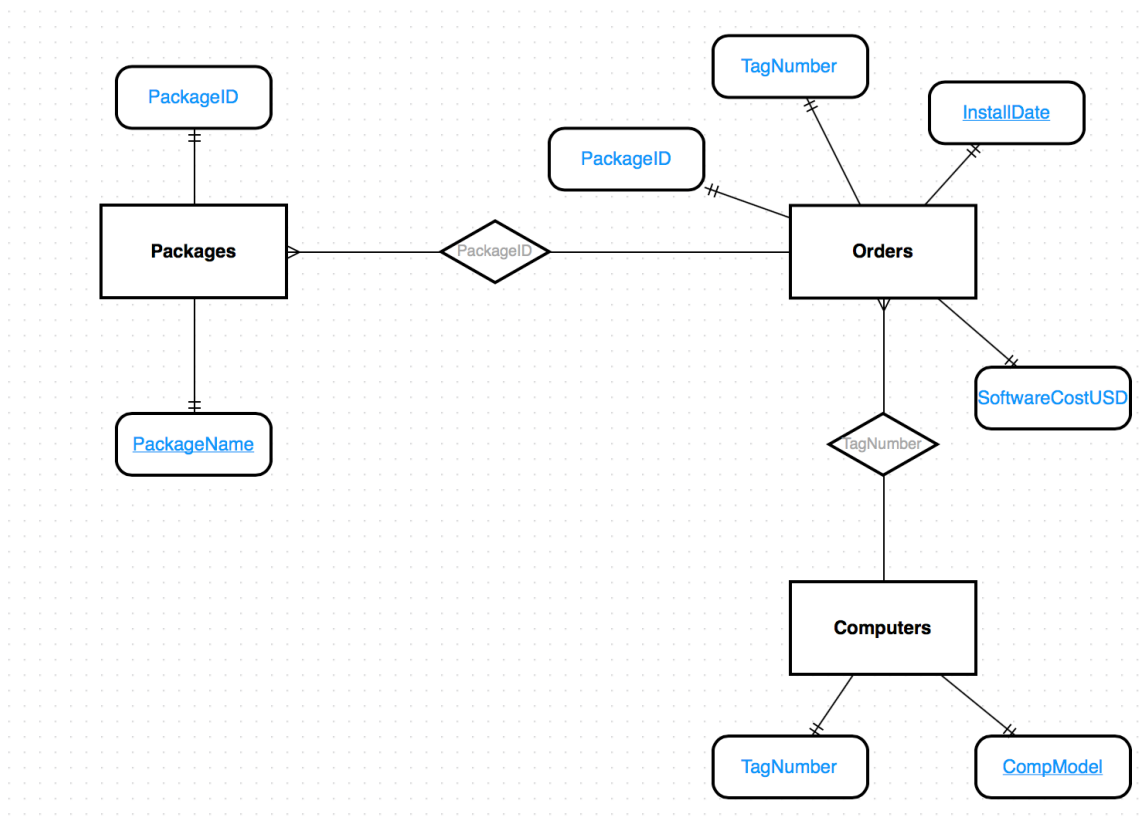 TagNumber
PackageID
InstallDate
PackageID
Packages
PackageID
Orders
SoftwareCostUSD
PackageName
TagNumber
Computers
TagNumber
CompModel